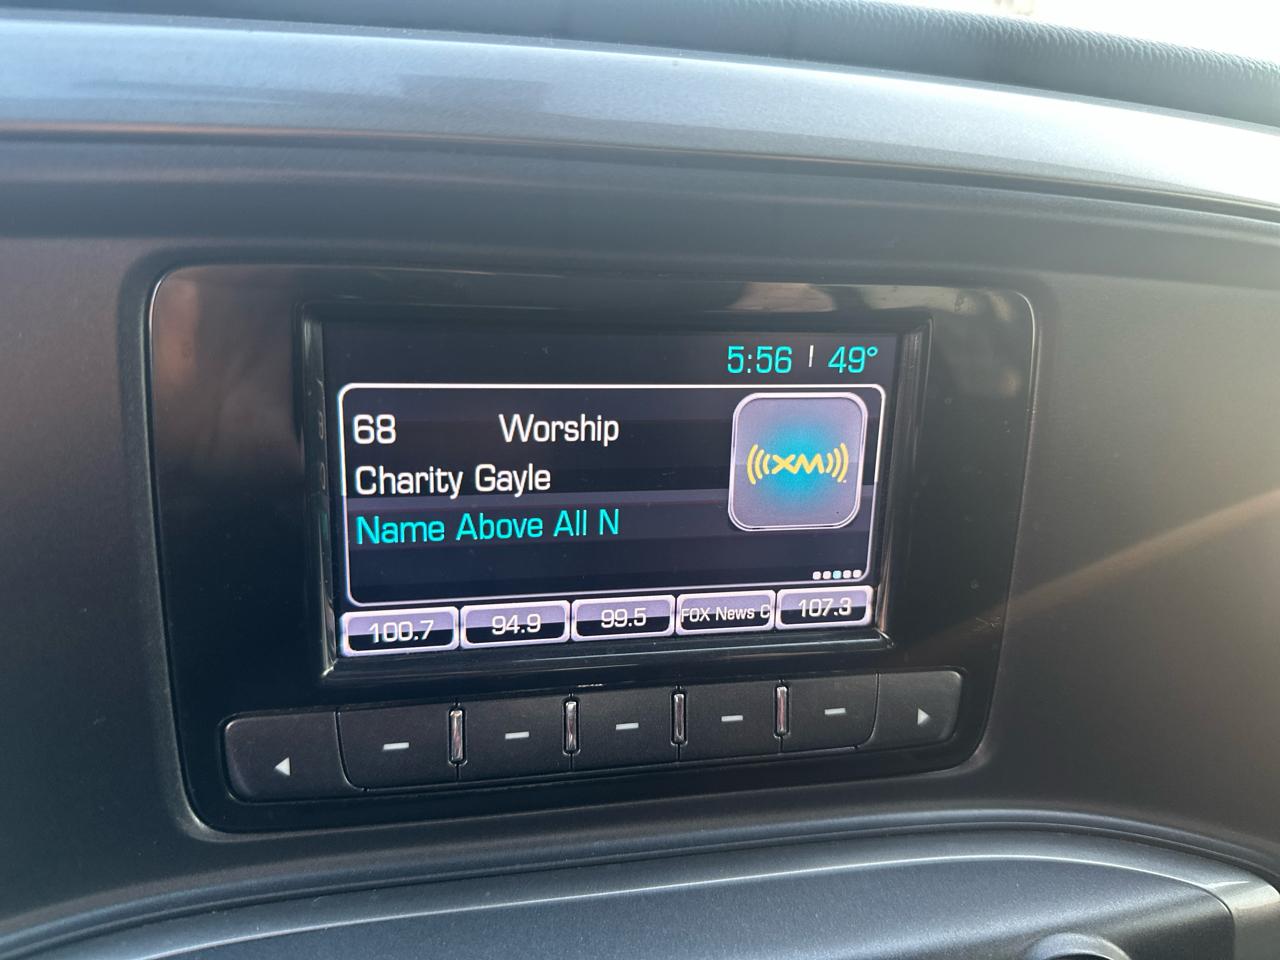 5:56 | 49°
68 Worship
Charity Gayle
Name Above All N
XM
100.7 94.9 99.5 FOX News C 107.3